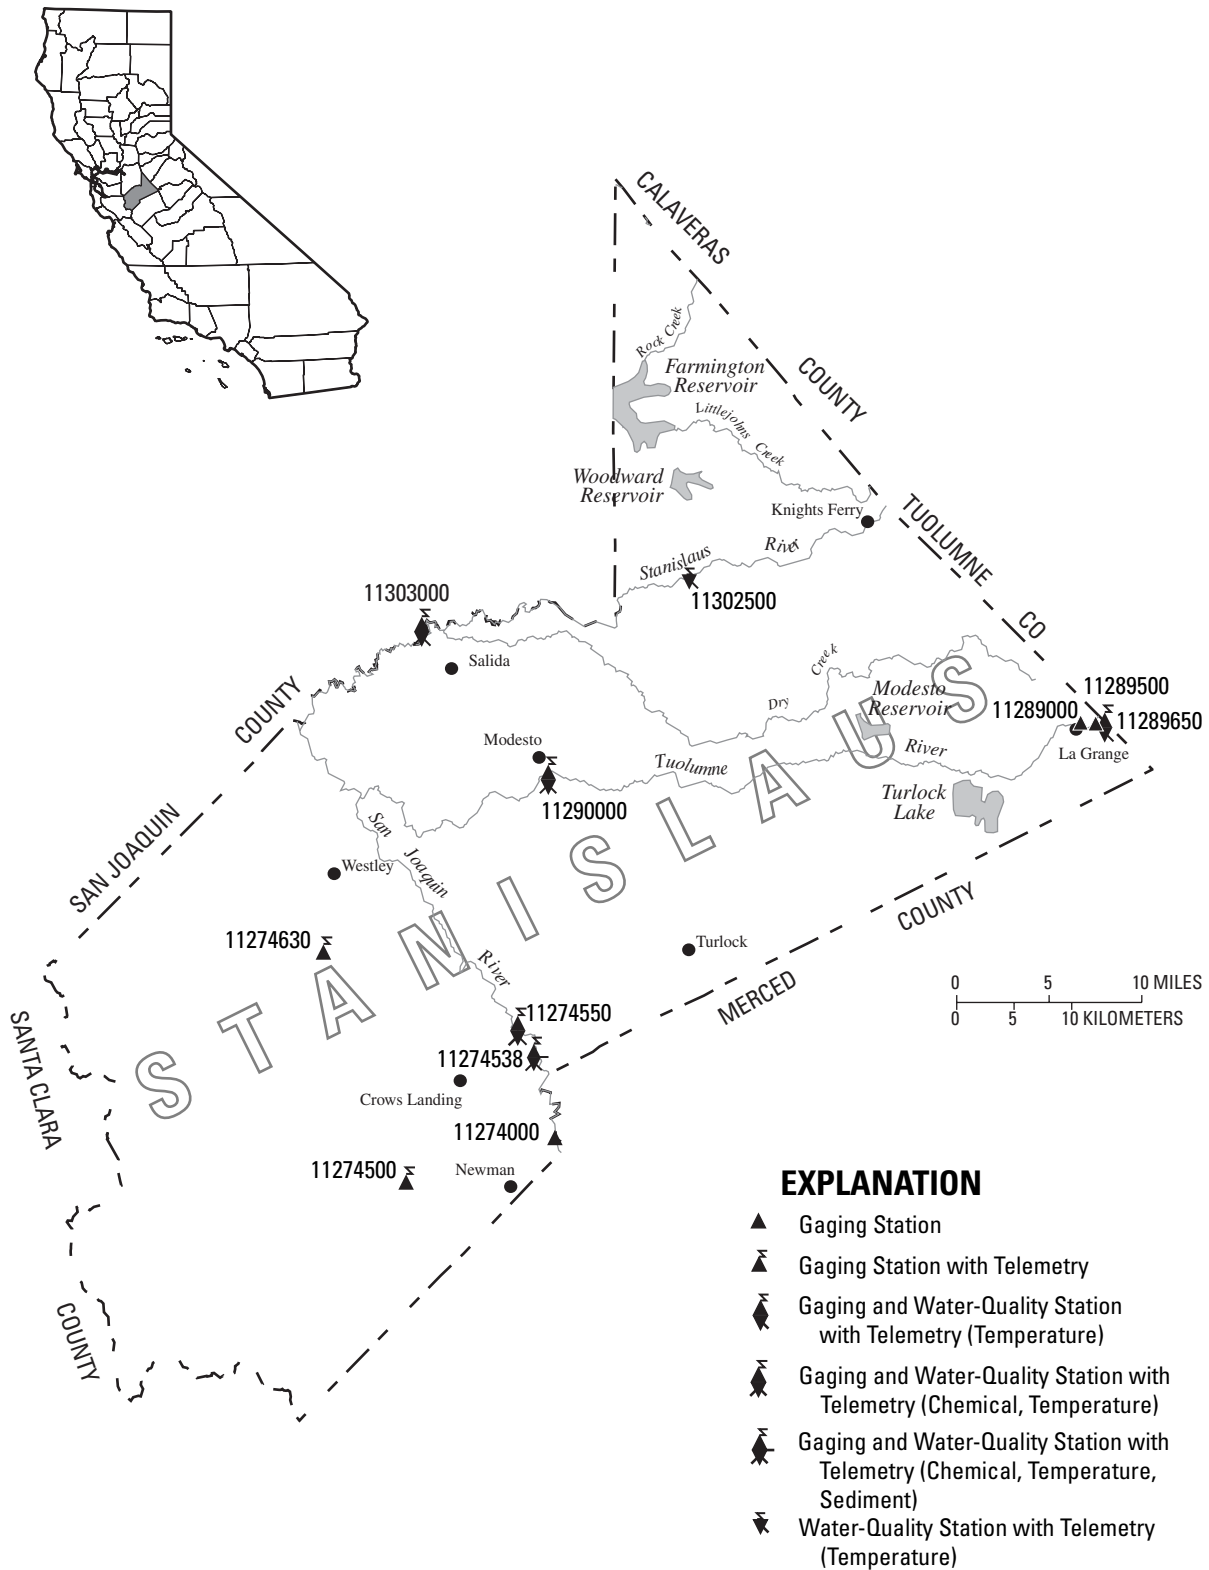 CALAVERAS
COUNTY
Rock Creek
Farmington
Reservoir
Littlejohns Creek
Woodward
Reservoir
Knights Ferry
TUOLUMNE
CO
Stanislaus River
11302500
11303000
Salida
COUNTY
SAN JOAQUIN
Dry Creek
Modesto
Reservoir
11289500
11289000
11289650
La Grange
Modesto
Tuolumne River
11290000
Turlock
Lake
San Joaquin River
Westley
STANISLAUS
COUNTY
MERCED
Turlock
11274630
11274550
11274538
Crows Landing
11274000
11274500
Newman
SANTA CLARA
COUNTY
0 5 10 MILES
0 5 10 KILOMETERS
EXPLANATION
Gaging Station
Gaging Station with Telemetry
Gaging and Water-Quality Station
with Telemetry (Temperature)
Gaging and Water-Quality Station with
Telemetry (Chemical, Temperature)
Gaging and Water-Quality Station with
Telemetry (Chemical, Temperature,
Sediment)
Water-Quality Station with Telemetry
(Temperature)